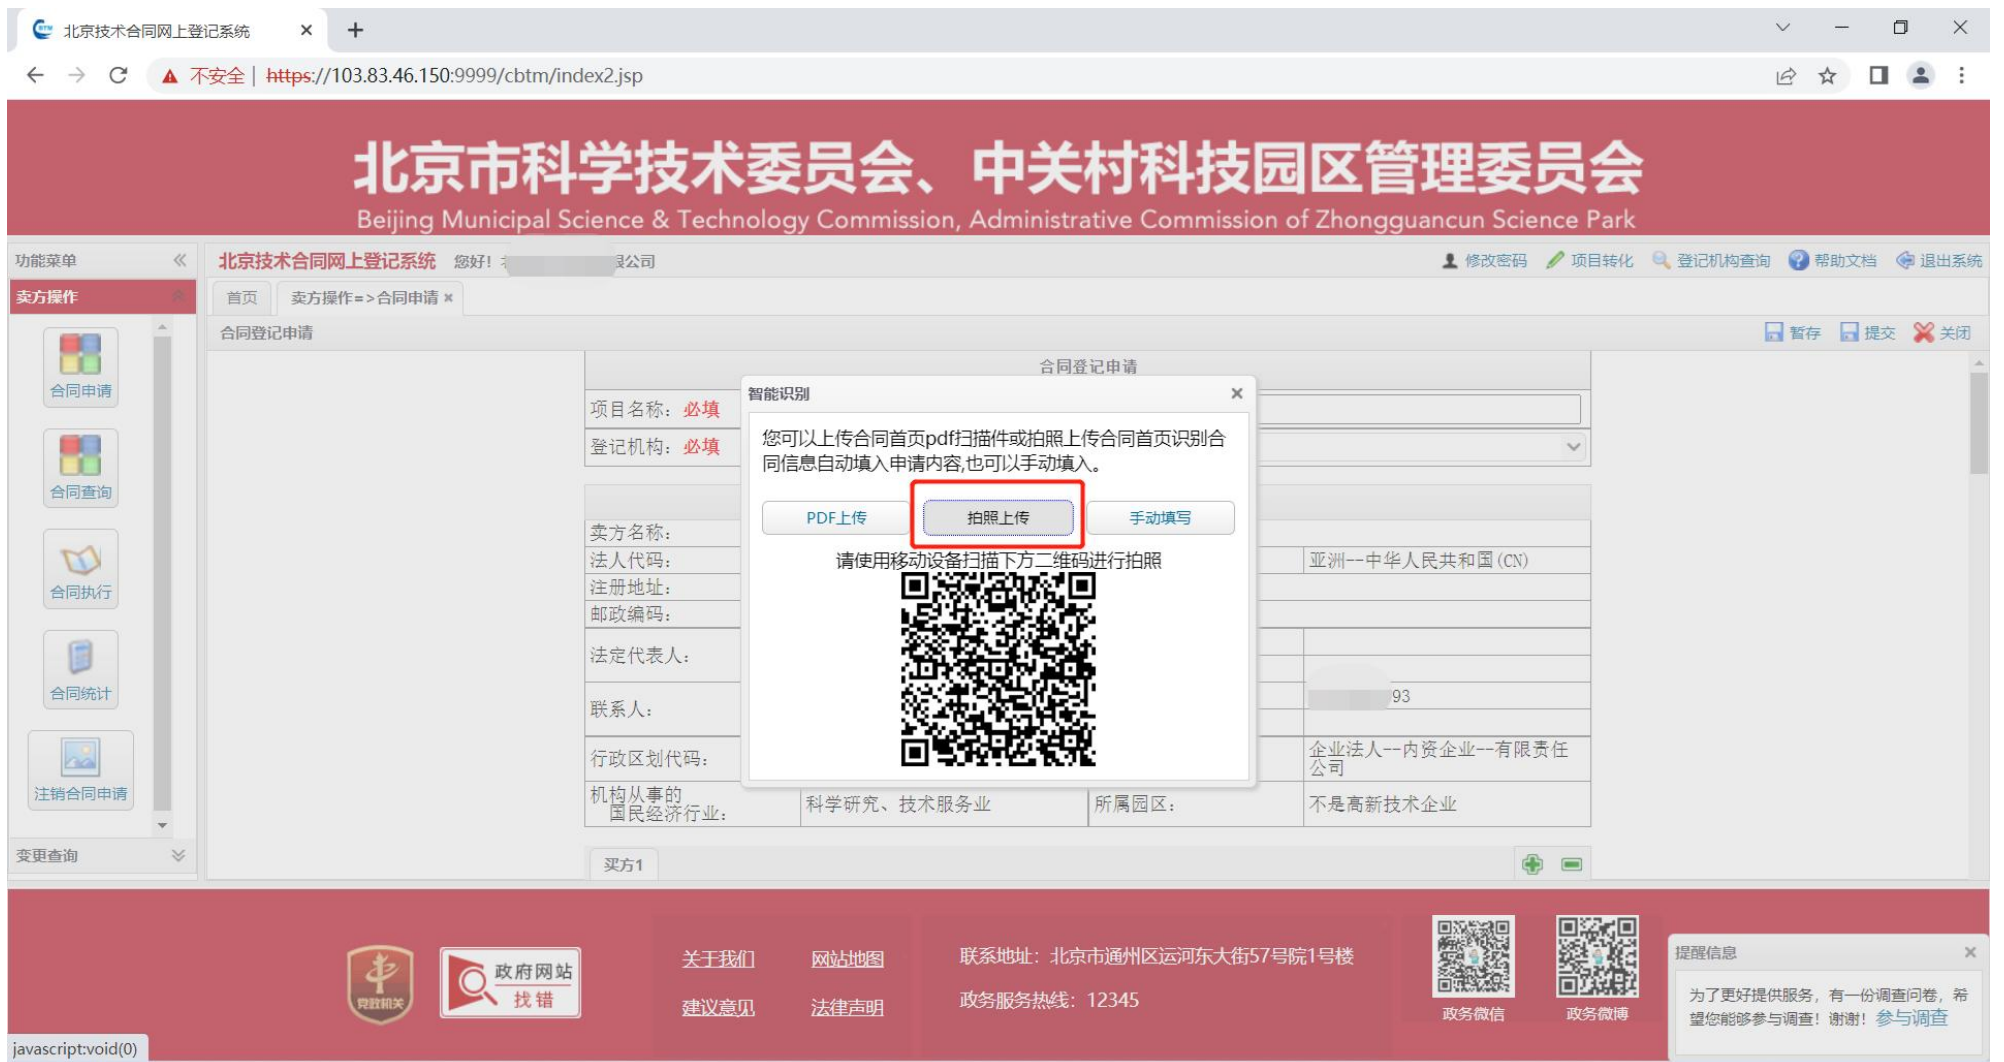 北京技术合同网上登记系统
不安全 | https://103.83.46.150:9999/cbtm/index2.jsp
北京市科学技术委员会、中关村科技园区管理委员会
Beijing Municipal Science & Technology Commission, Administrative Commission of Zhongguancun Science Park
功能菜单
北京技术合同网上登记系统 您好! 限公司
修改密码 项目转化 登记机构查询 帮助文档 退出系统
卖方操作
首页 卖方操作=>合同申请
合同登记申请
暂存 提交 关闭
合同申请
合同查询
合同执行
合同统计
注销合同申请
变更查询
合同登记申请
项目名称: 必填
登记机构: 必填
智能识别
您可以上传合同首页pdf扫描件或拍照上传合同首页识别合
同信息自动填入申请内容,也可以手动填入。
PDF上传 拍照上传 手动填写
请使用移动设备扫描下方二维码进行拍照
卖方名称:
法人代码: 亚洲--中华人民共和国(CN)
注册地址:
邮政编码:
法定代表人:
联系人: 93
行政区划代码: 企业法人--内资企业--有限责任
公司
机构从事的
国民经济行业: 科学研究、技术服务业 所属园区: 不是高新技术企业
买方1
党政机关
政府网站
找错
关于我们 网站地图 联系地址: 北京市通州区运河东大街57号院1号楼
建议意见 法律声明 政务服务热线: 12345
政务微信 政务微博
提醒信息
为了更好提供服务, 有一份调查问卷, 希
望您能够参与调查! 谢谢! 参与调查
javascript:void(0)